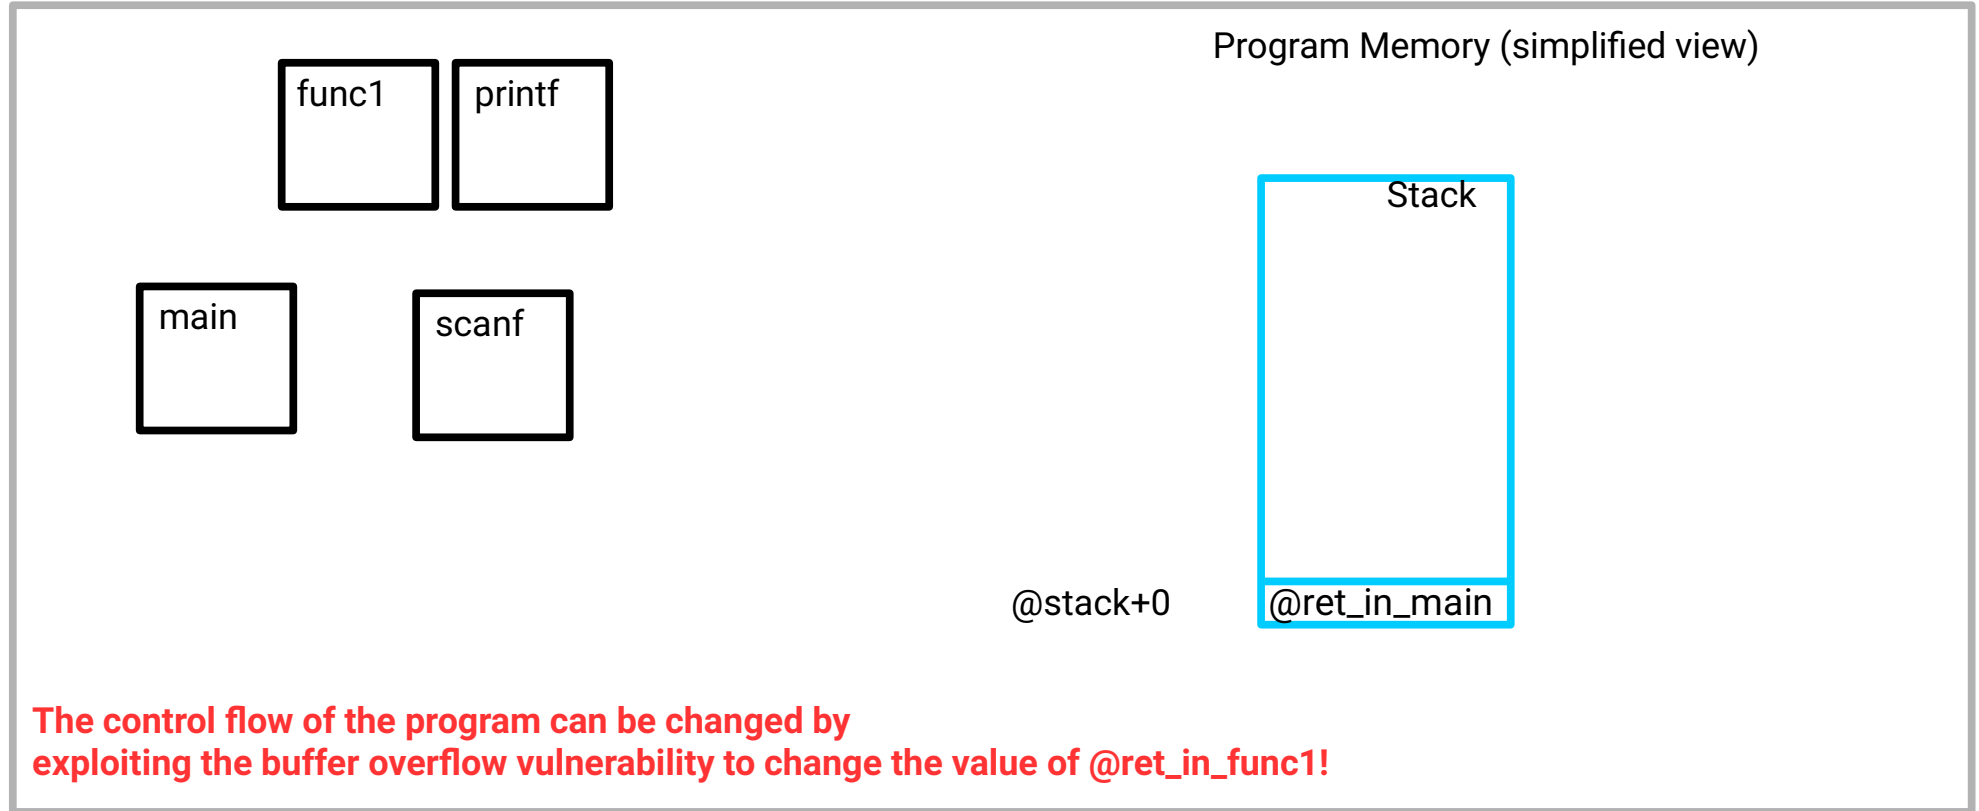 Program Memory (simplified view)
func1
printf
Stack
main
scanf
@stack+0
@ret_in_main
The control flow of the program can be changed by
exploiting the buffer overflow vulnerability to change the value of @ret_in_func1!